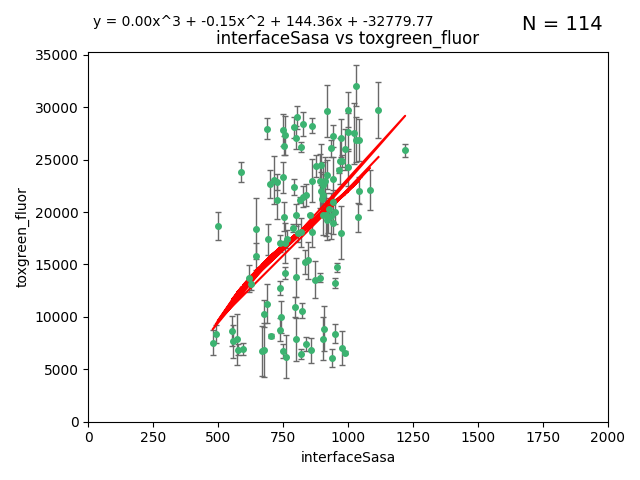 y = 0.00x^3 + -0.15x^2 + 144.36x + -32779.77
N = 114
interfaceSasa vs toxgreen_fluor
35000
30000
25000
20000
15000
10000
5000
0
toxgreen_fluor
0 250 500 750 1000 1250 1500 1750 2000
interfaceSasa